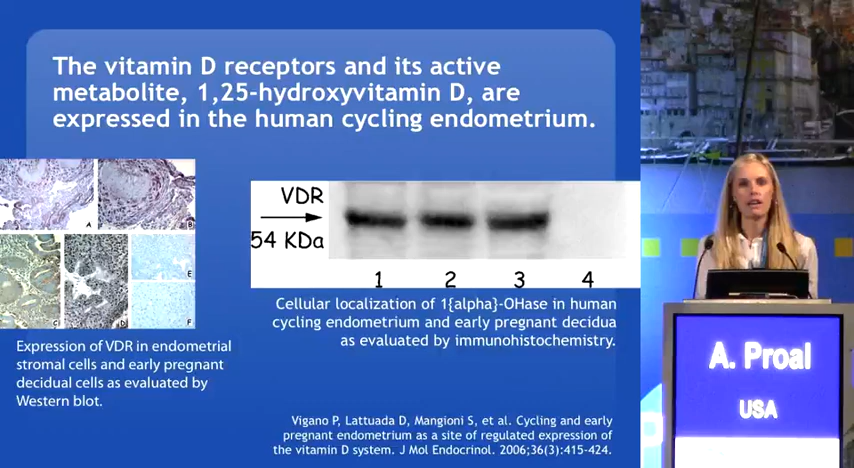 The vitamin D receptors and its active
metabolite, 1,25-hydroxyvitamin D, are
expressed in the human cycling endometrium.
A
B
C
D
E
F
Expression of VDR in endometrial
stromal cells and early pregnant
decidual cells as evaluated by
Western blot.
VDR
54 KDa
1 2 3 4
Cellular localization of 1{alpha}-OHase in human
cycling endometrium and early pregnant decidua
as evaluated by immunohistochemistry.
Vigano P, Lattuada D, Mangioni S, et al. Cycling and early
pregnant endometrium as a site of regulated expression of
the vitamin D system. J Mol Endocrinol. 2006;36(3):415-424.
A. Proal
USA